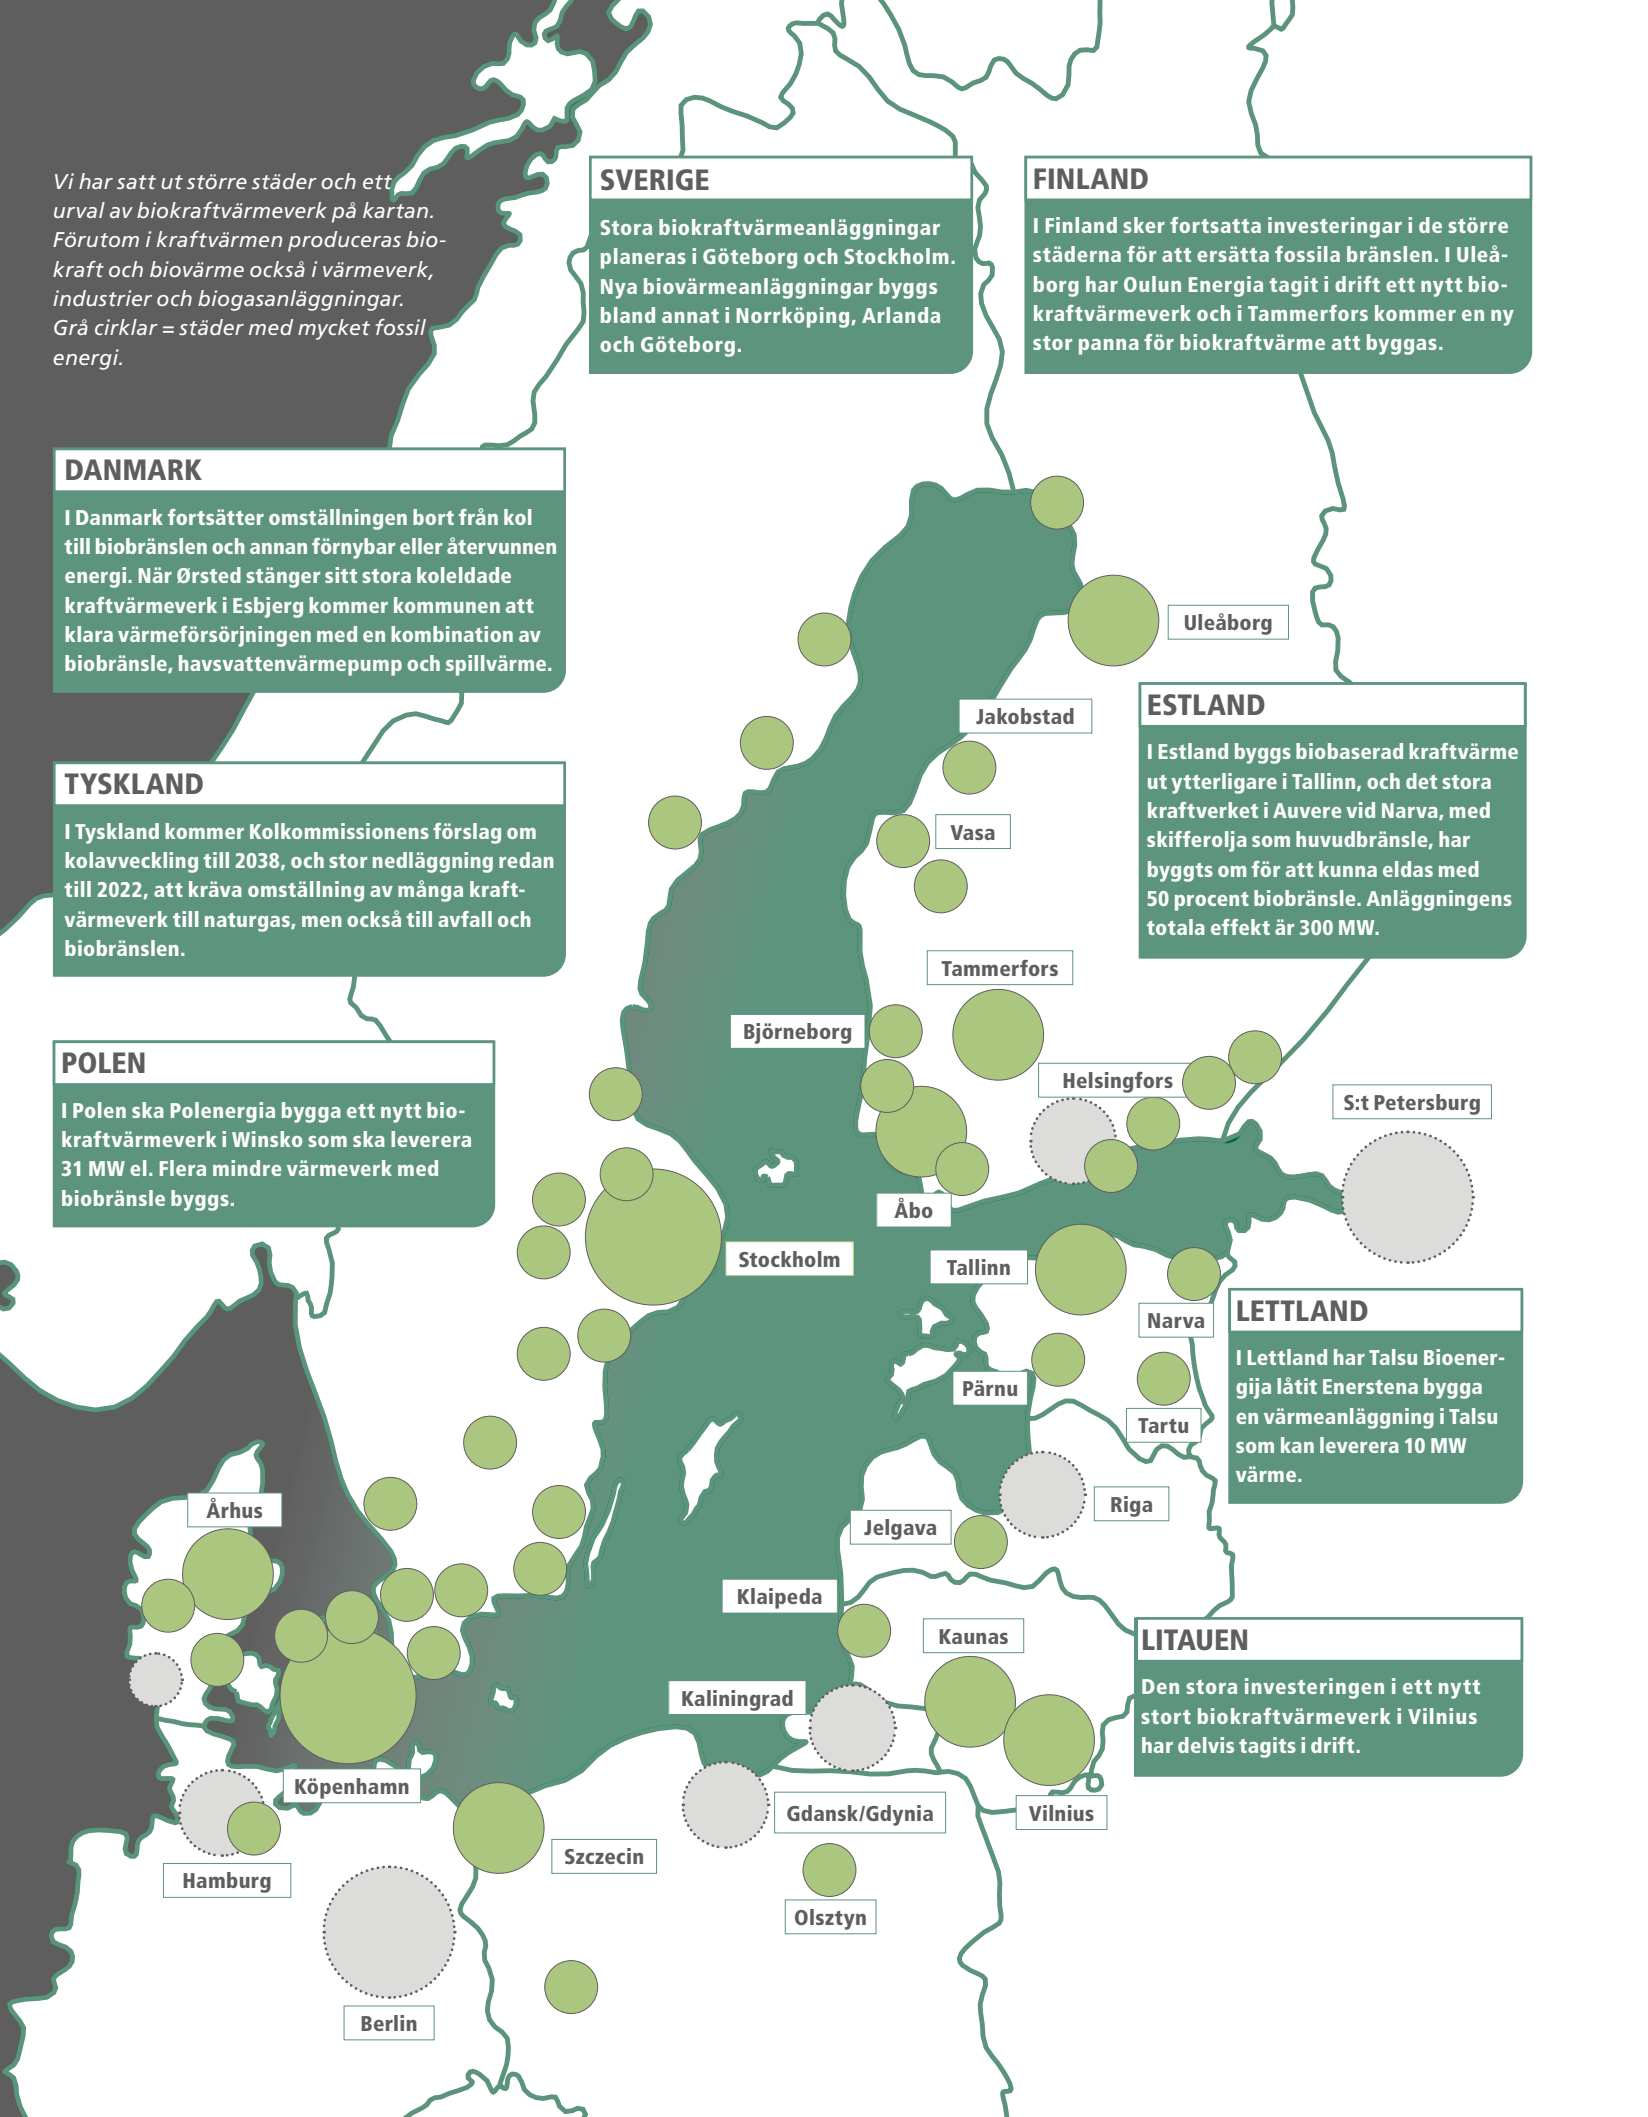 Vi har satt ut större städer och ett
urval av biokraftvärmeverk på kartan.
Förutom i kraftvärmen produceras bio-
kraft och biovärme också i värmeverk,
industrier och biogasanläggningar.
Grå cirklar = städer med mycket fossil
energi.
SVERIGE
Stora biokraftvärmeanläggningar
planeras i Göteborg och Stockholm.
Nya biovärmeanläggningar byggs
bland annat i Norrköping, Arlanda
och Göteborg.
FINLAND
I Finland sker fortsatta investeringar i de större
städerna för att ersätta fossila bränslen. I Uleå-
borg har Oulun Energia tagit i drift ett nytt bio-
kraftvärmeverk och i Tammerfors kommer en ny
stor panna för biokraftvärme att byggas.
DANMARK
I Danmark fortsätter omställningen bort från kol
till biobränslen och annan förnybar eller återvunnen
energi. När Ørsted stänger sitt stora koleldade
kraftvärmeverk i Esbjerg kommer kommunen att
klara värmeförsörjningen med en kombination av
biobränsle, havsvattenvärmepump och spillvärme.
Uleåborg
Jakobstad
ESTLAND
I Estland byggs biobaserad kraftvärme
ut ytterligare i Tallinn, och det stora
kraftverket i Auvere vid Narva, med
skifferolja som huvudbränsle, har
byggts om för att kunna eldas med
50 procent biobränsle. Anläggningens
totala effekt är 300 MW.
TYSKLAND
I Tyskland kommer Kolkommissionens förslag om
kolavveckling till 2038, och stor nedläggning redan
till 2022, att kräva omställning av många kraft-
värmeverk till naturgas, men också till avfall och
biobränslen.
Vasa
Tammerfors
Björneborg
POLEN
I Polen ska Polenergia bygga ett nytt bio-
kraftvärmeverk i Winsko som ska leverera
31 MW el. Flera mindre värmeverk med
biobränsle byggs.
Helsingfors
S:t Petersburg
Åbo
Stockholm
Tallinn
Narva
LETTLAND
I Lettland har Talsu Bioener-
gija låtit Enerstena bygga
en värmeanläggning i Talsu
som kan leverera 10 MW
värme.
Pärnu
Tartu
Århus
Riga
Jelgava
Klaipeda
Kaunas
LITAUEN
Den stora investeringen i ett nytt
stort biokraftvärmeverk i Vilnius
har delvis tagits i drift.
Kaliningrad
Köpenhamn
Gdansk/Gdynia
Vilnius
Szczecin
Hamburg
Olsztyn
Berlin